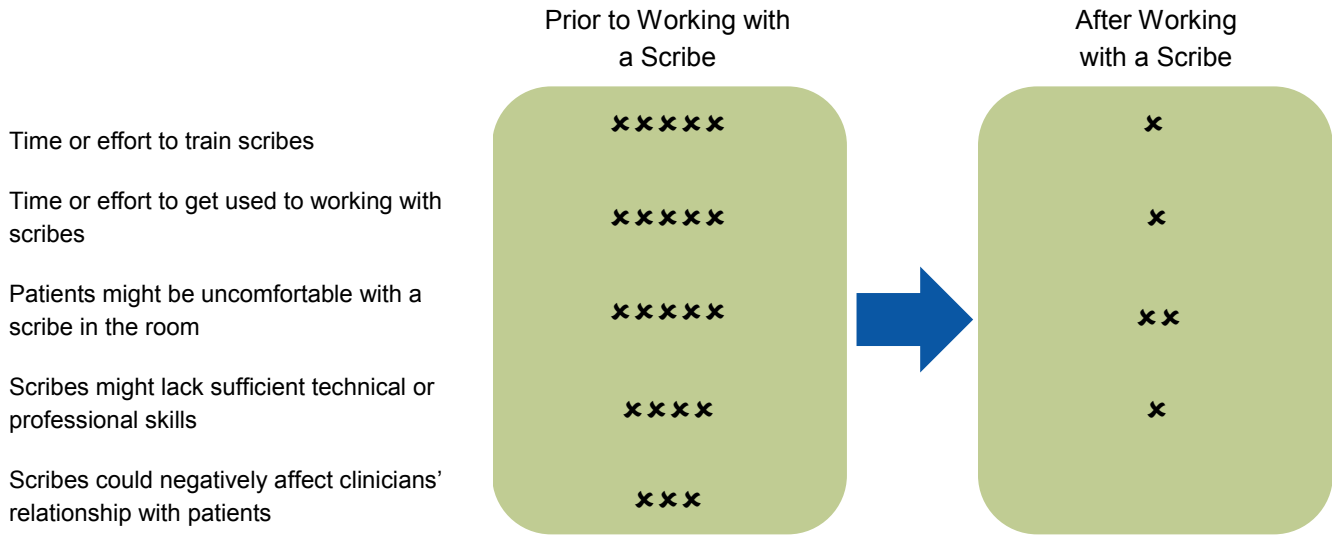 Prior to Working with
a Scribe
After Working
with a Scribe
Time or effort to train scribes
✘✘✘✘✘
✘
Time or effort to get used to working with
scribes
✘✘✘✘✘
✘
Patients might be uncomfortable with a
scribe in the room
✘✘✘✘✘
✘✘
Scribes might lack sufficient technical or
professional skills
✘✘✘✘
✘
Scribes could negatively affect clinicians’
relationship with patients
✘✘✘